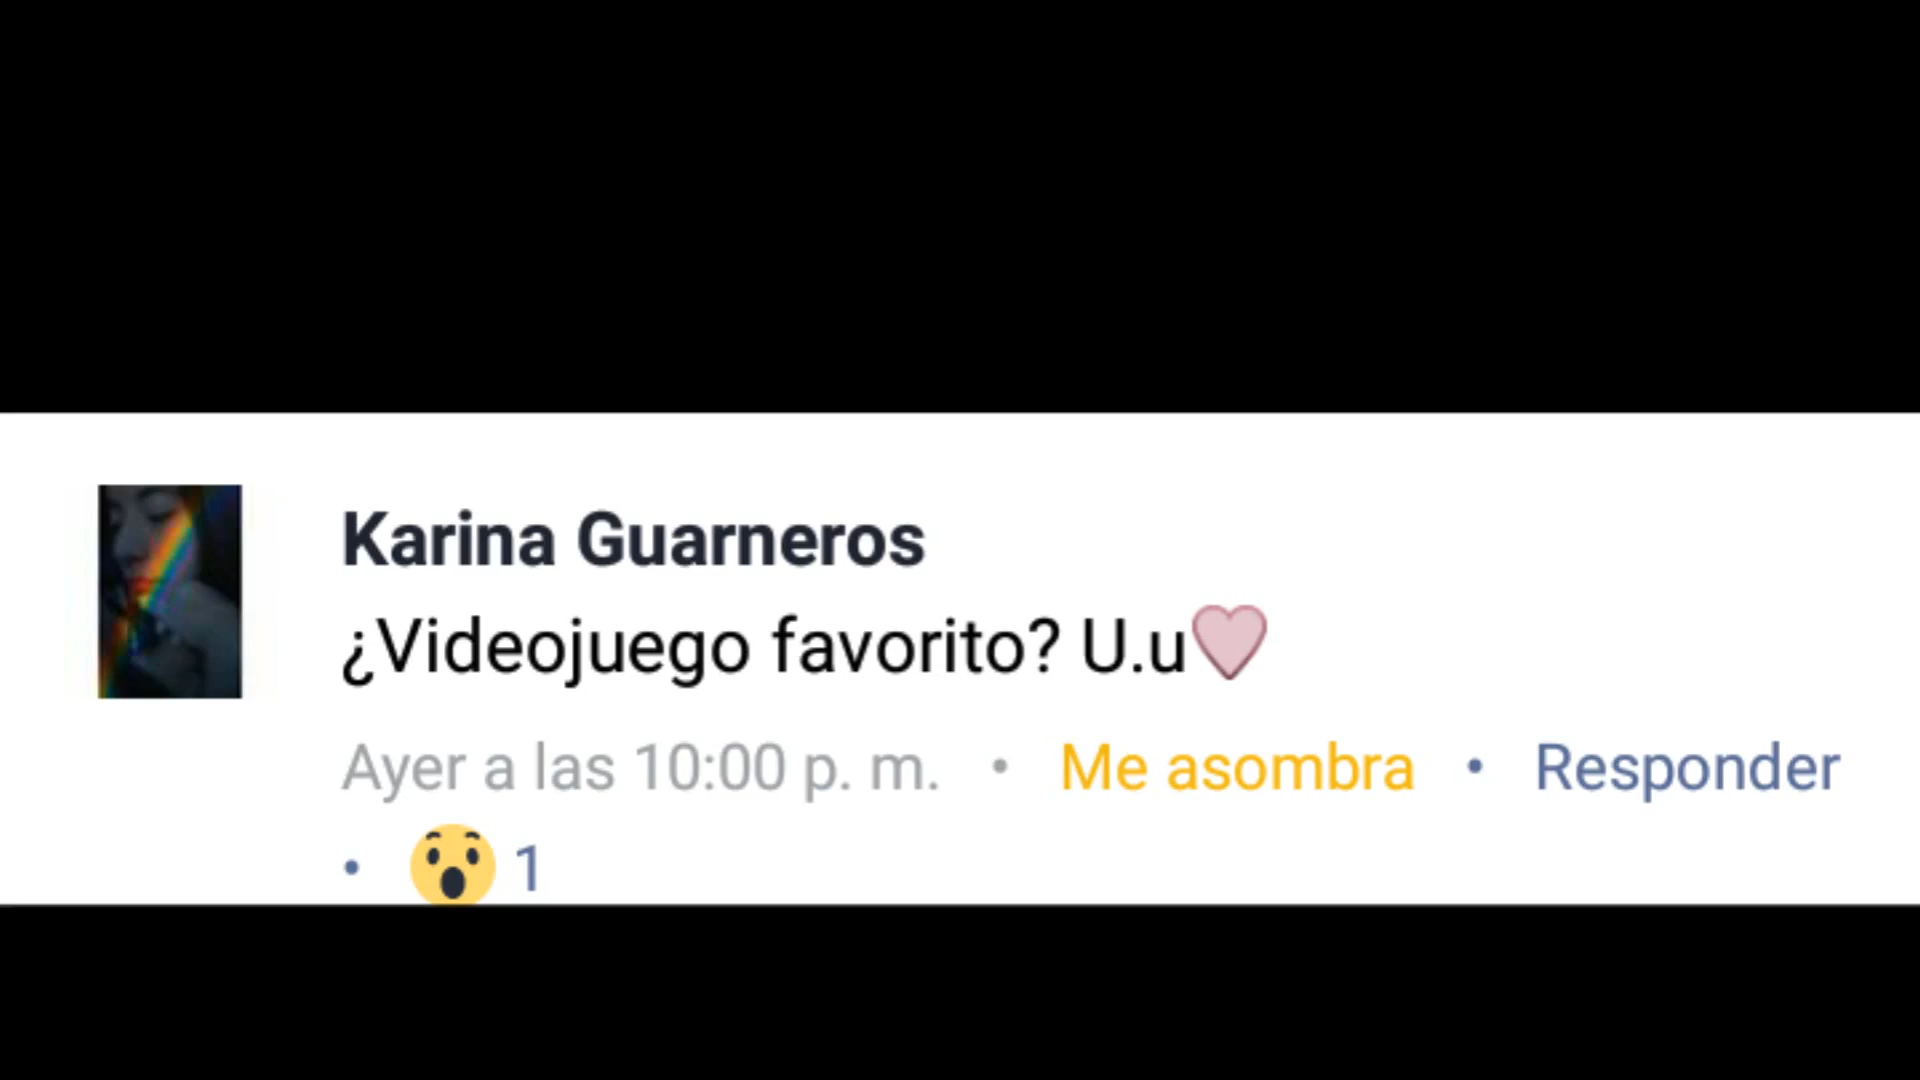 Karina Guarneros
¿Videojuego favorito? U.u🩷
Ayer a las 10:00 p. m. • Me asombra • Responder
• 😮 1